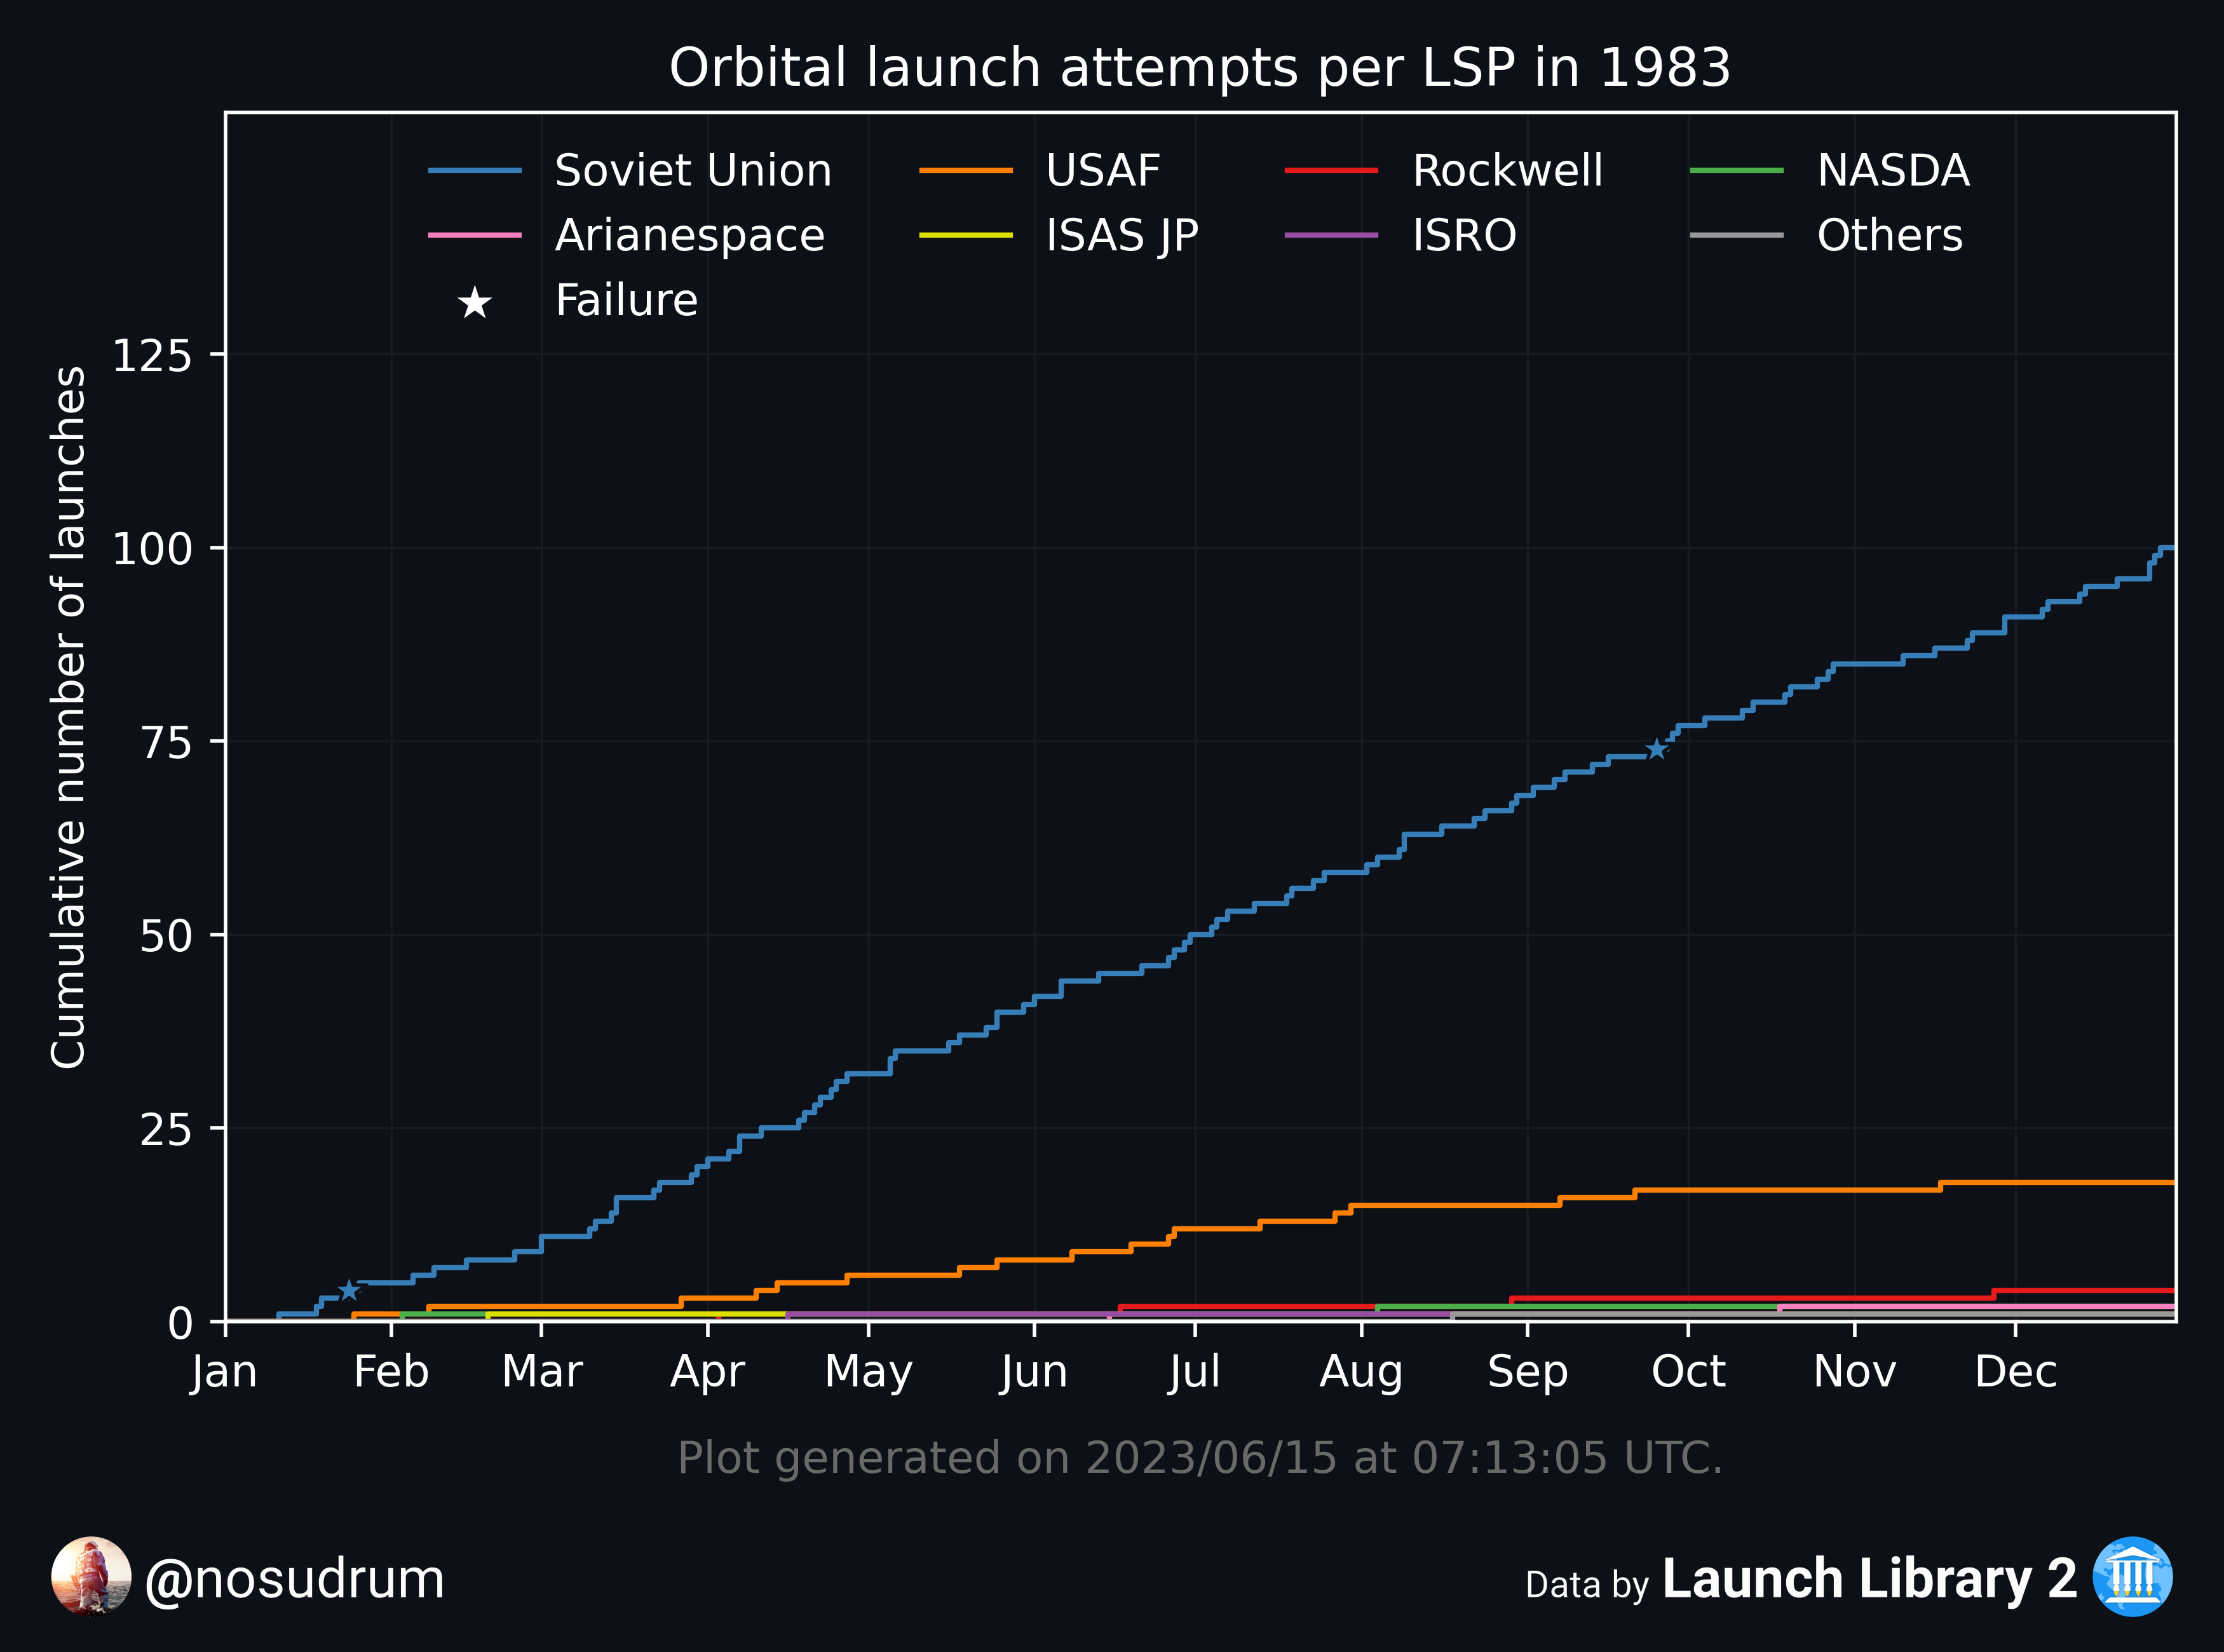 Orbital launch attempts per LSP in 1983
Soviet Union
USAF
Rockwell
NASDA
Arianespace
ISAS JP
ISRO
Others
Failure
Cumulative number of launches
125
100
75
50
25
0
Jan Feb Mar Apr May Jun Jul Aug Sep Oct Nov Dec
Plot generated on 2023/06/15 at 07:13:05 UTC.
@nosudrum
Data by Launch Library 2